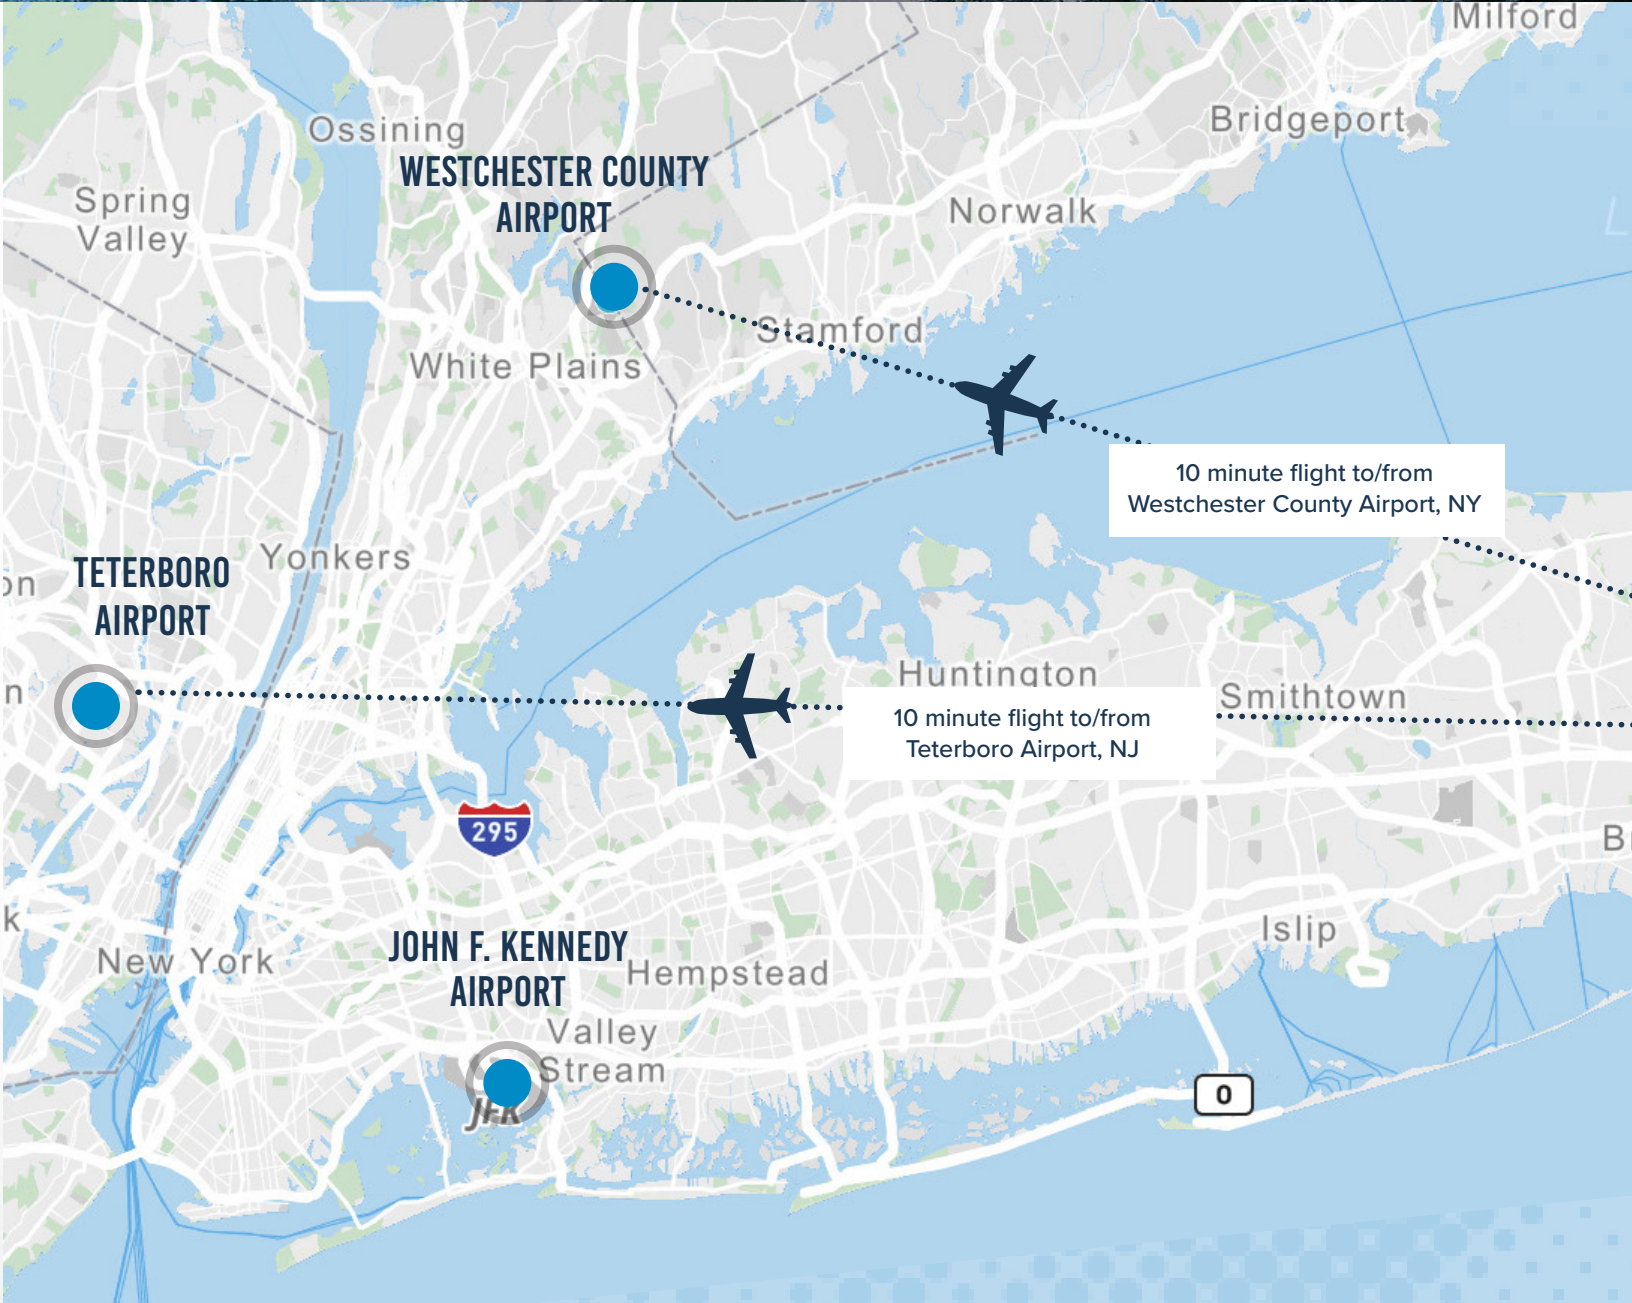 Milford
Bridgeport
Ossining
WESTCHESTER COUNTY
AIRPORT
Spring
Valley
Norwalk
L
Stamford
White Plains
10 minute flight to/from
Westchester County Airport, NY
Yonkers
TETERBORO
AIRPORT
on
n
Huntington
Smithtown
10 minute flight to/from
Teterboro Airport, NJ
295
k
Islip
New York
JOHN F. KENNEDY
AIRPORT
Hempstead
Valley
Stream
JFK
0